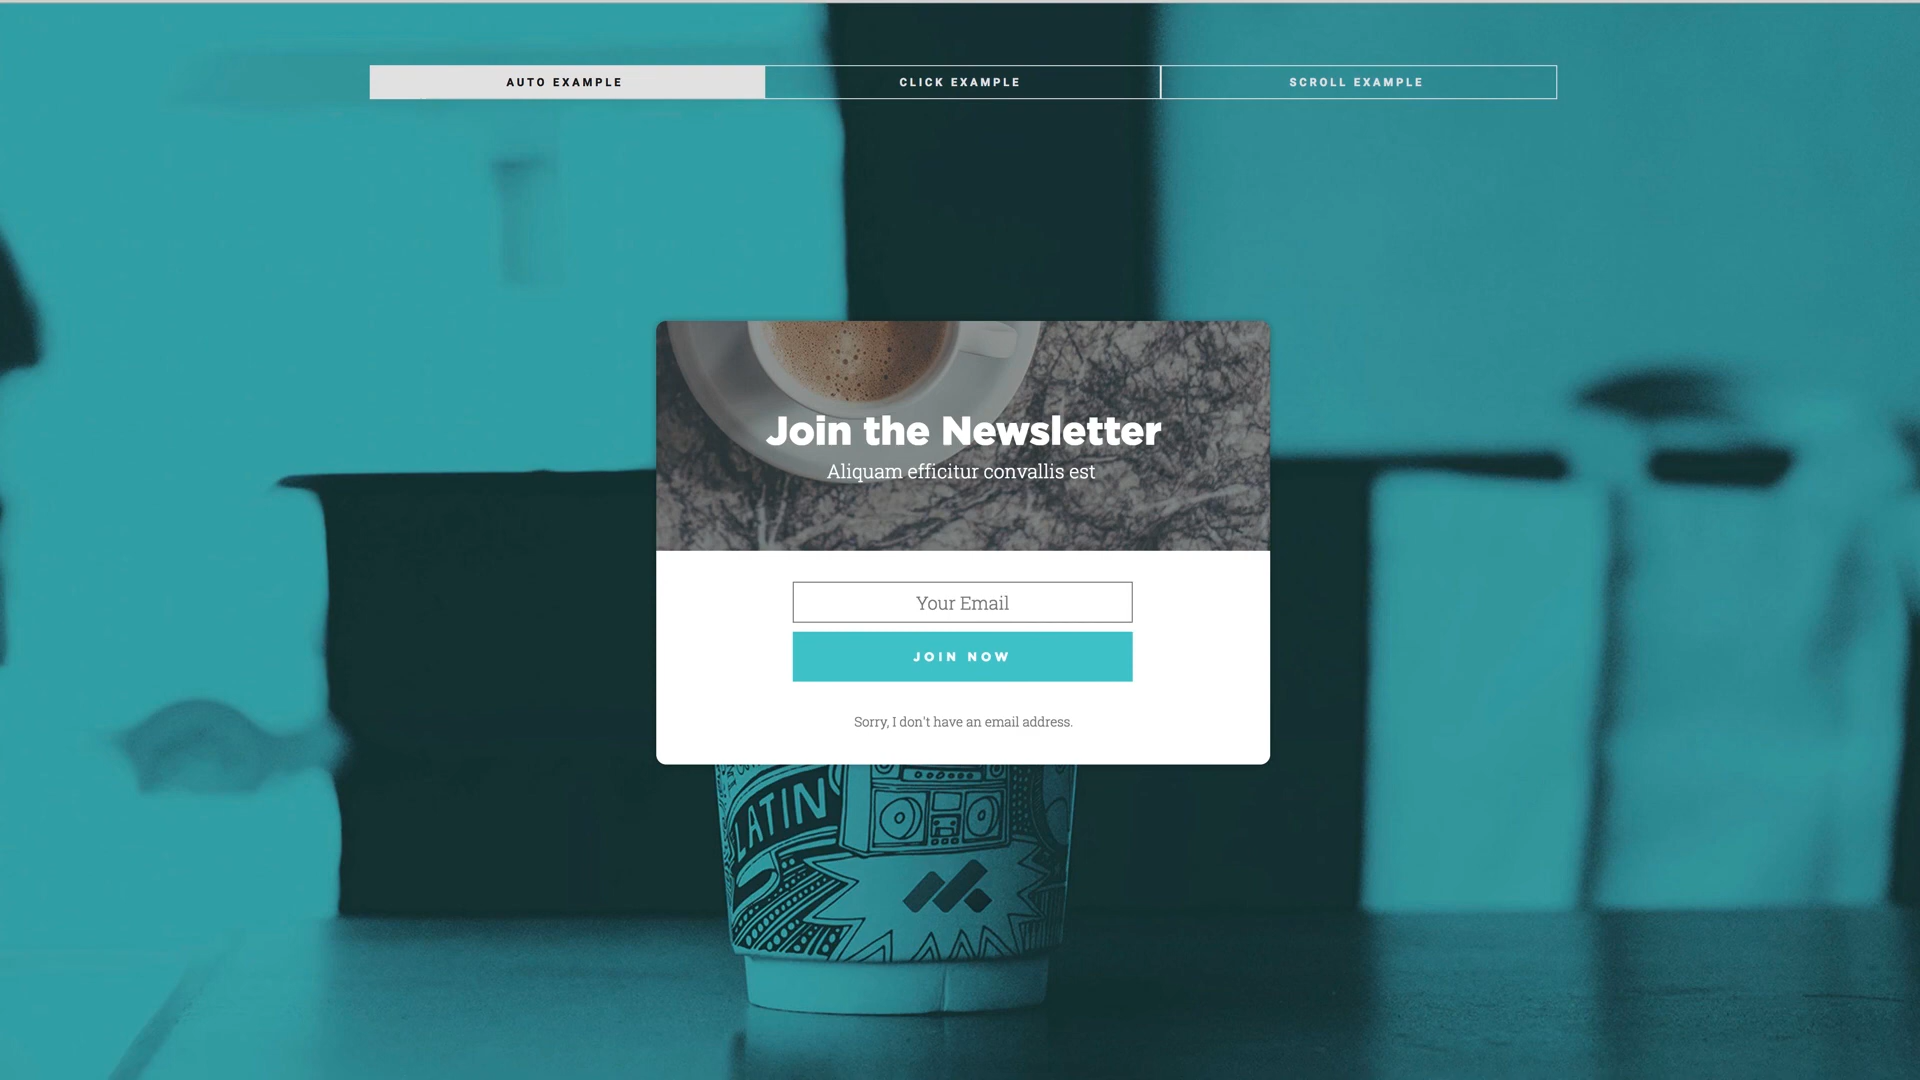 AUTO EXAMPLE
CLICK EXAMPLE
SCROLL EXAMPLE
Join the Newsletter
Aliquam efficitur convallis est
Your Email
JOIN NOW
Sorry, I don't have an email address.
LATIN